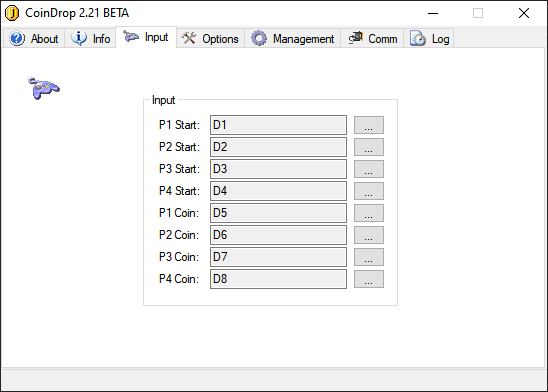 CoinDrop 2.21 BETA
About Info Input Options Management Comm Log
Input
P1 Start: D1 ...
P2 Start: D2 ...
P3 Start: D3 ...
P4 Start: D4 ...
P1 Coin: D5 ...
P2 Coin: D6 ...
P3 Coin: D7 ...
P4 Coin: D8 ...